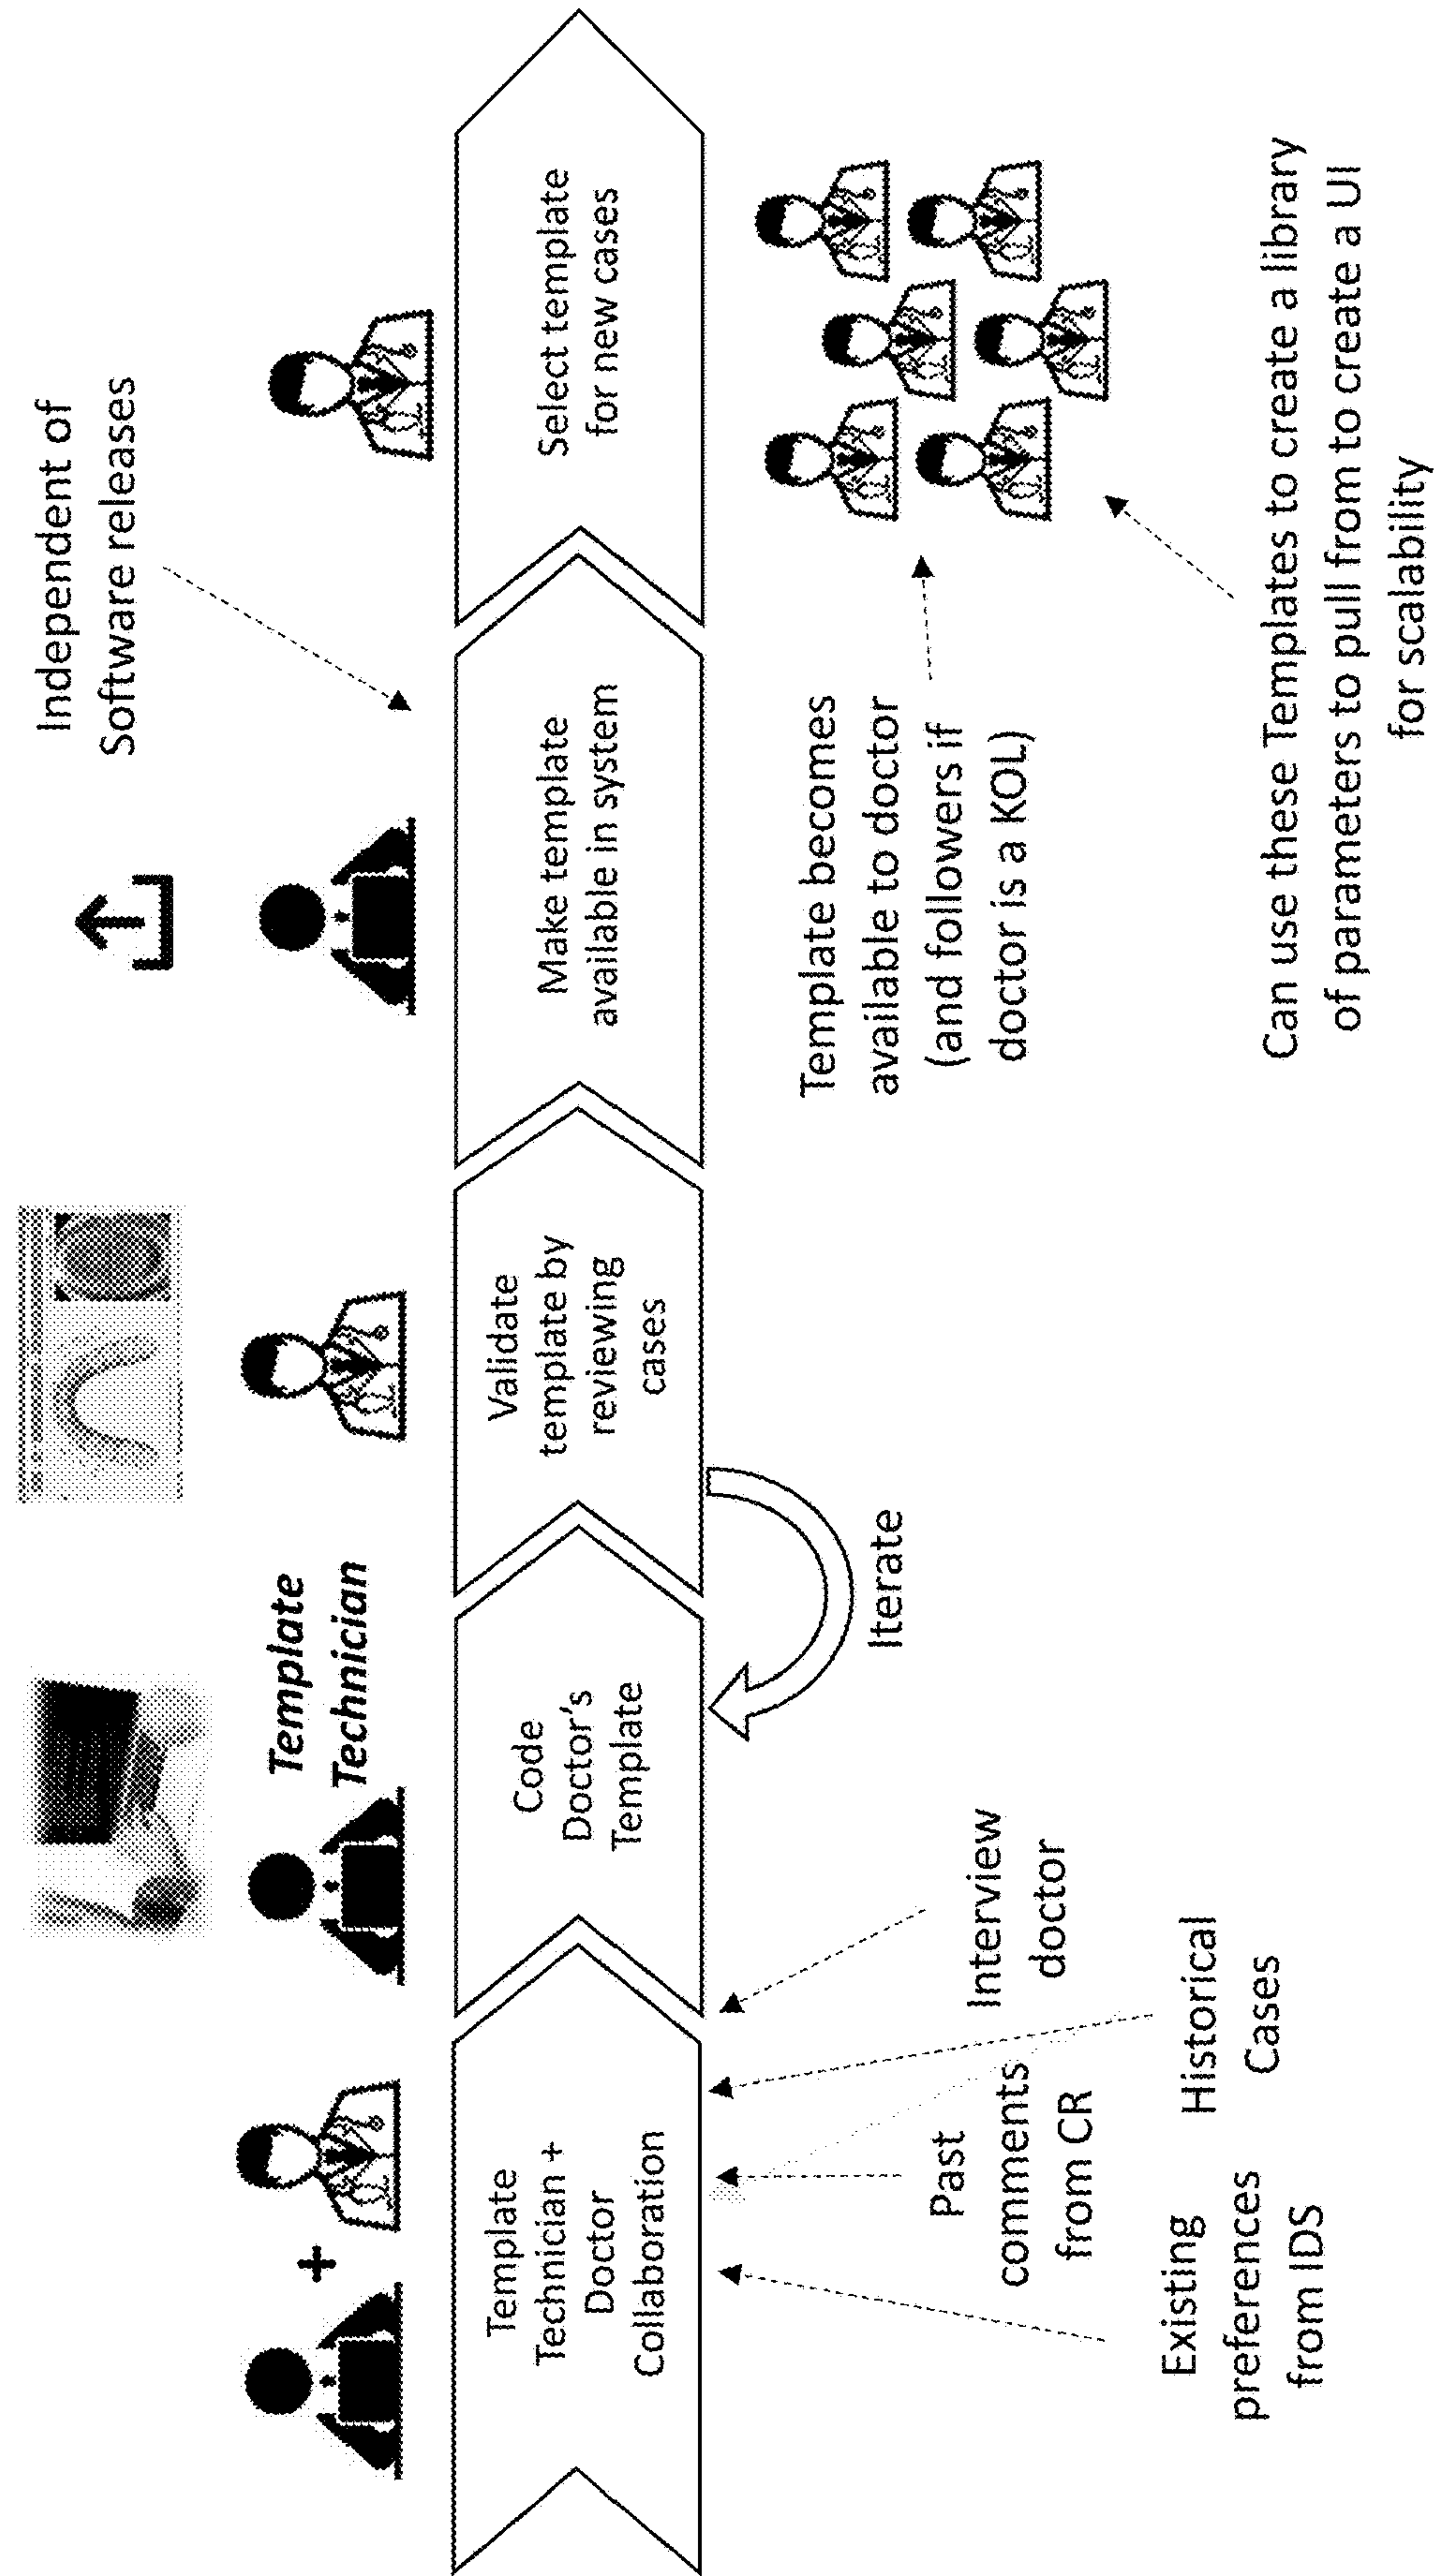 Independent of
Software releases
Template
Technician
Template
Technician +
Doctor
Collaboration
Code
Doctor's
Template
Validate
template by
reviewing
cases
Make template
available in system
Select template
for new cases
Iterate
Interview
doctor
Past
comments
from CR
Historical
Cases
Existing
preferences
from IDS
Template becomes
available to doctor
(and followers if
doctor is a KOL)
Can use these Templates to create a library
of parameters to pull from to create a UI
for scalability